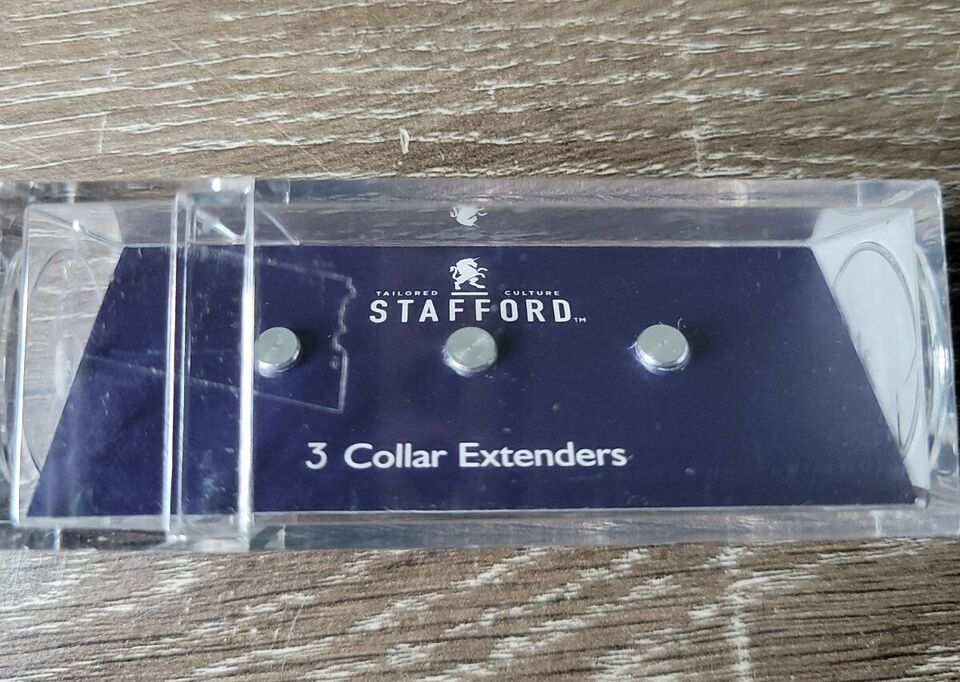 TAILORED CULTURE
STAFFORD™
3 Collar Extenders